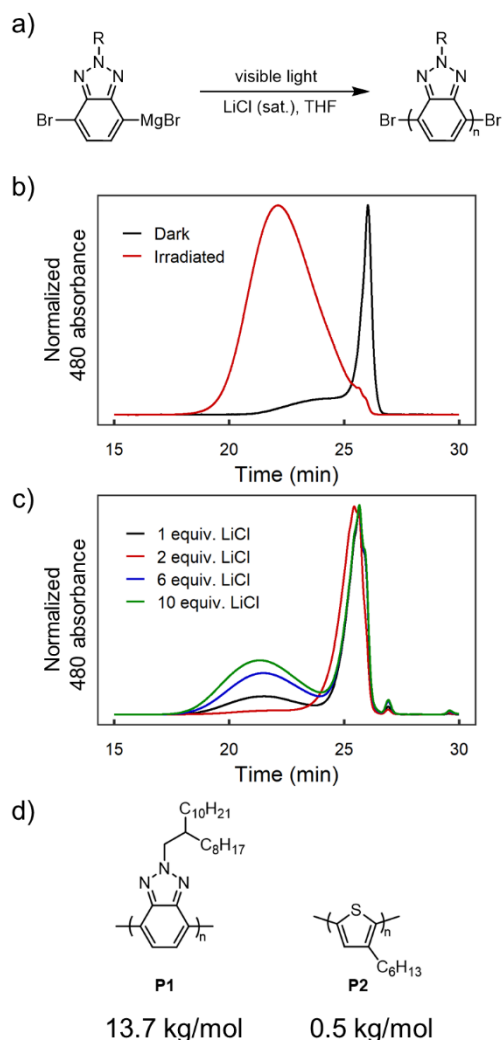 a)
R
N
N N
Br MgBr
visible light
LiCl (sat.), THF
R
N
N N
Br ( )n Br
b)
Normalized
480 absorbance
Dark
Irradiated
15 20 25 30
Time (min)
c)
Normalized
480 absorbance
1 equiv. LiCl
2 equiv. LiCl
6 equiv. LiCl
10 equiv. LiCl
15 20 25 30
Time (min)
d)
C10H21
C8H17
N
N N
( )n
P1
13.7 kg/mol
S
( )n
C6H13
P2
0.5 kg/mol